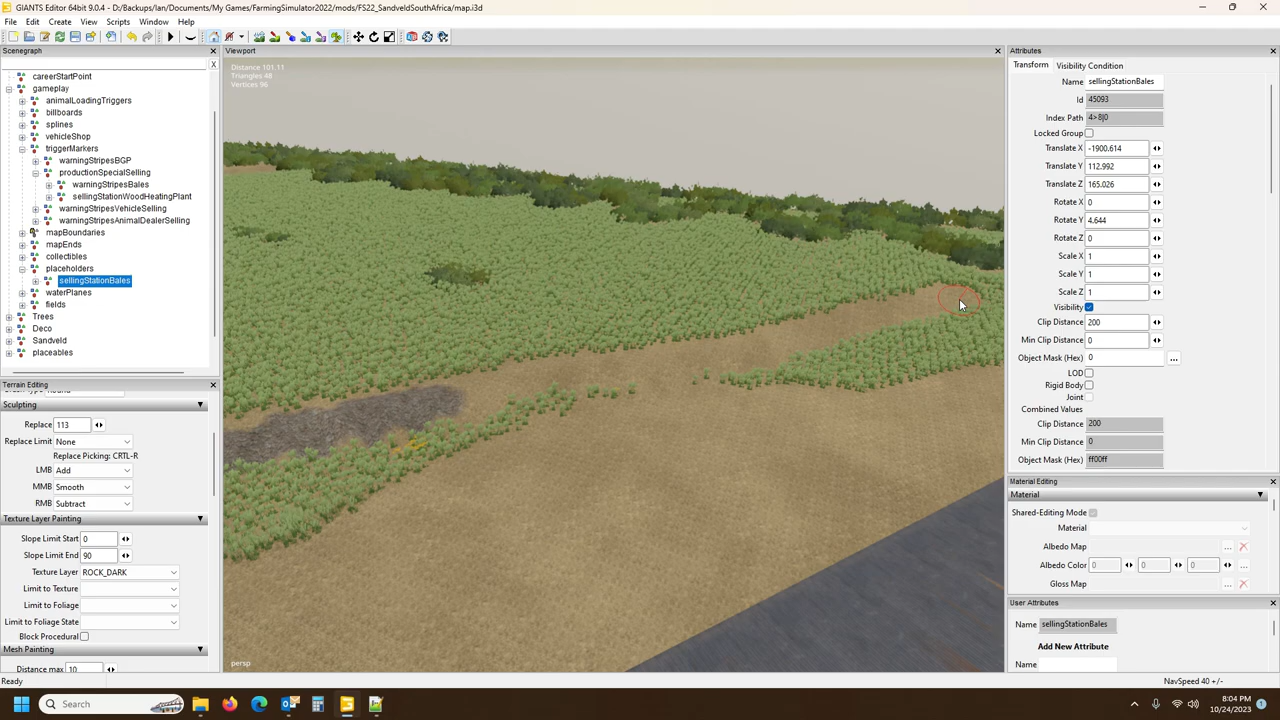 GIANTS Editor 64bit 9.0.4 - D:/Backups/Ian/Documents/My Games/FarmingSimulator2022/mods/FS22_SandveldSouthAfrica/map.i3d
File Edit Create View Scripts Window Help
Scenegraph
X
careerStartPoint
gameplay
animalLoadingTriggers
billboards
splines
vehicleShop
triggerMarkers
warningStripesBGP
productionSpecialSelling
warningStripesBales
sellingStationWoodHeatingPlant
warningStripesVehicleSelling
warningStripesAnimalDealerSelling
mapBoundaries
mapEnds
collectibles
placeholders
sellingStationBales
waterPlanes
fields
Trees
Deco
Sandveld
placeables
Terrain Editing
Sculpting
Replace 113
Replace Limit None
Replace Picking: CRTL-R
LMB Add
MMB Smooth
RMB Subtract
Texture Layer Painting
Slope Limit Start 0
Slope Limit End 90
Texture Layer ROCK_DARK
Limit to Texture
Limit to Foliage
Limit to Foliage State
Block Procedural
Mesh Painting
Distance max 10
Viewport
Distance 101.11
Triangles 48
Vertices 96
persp
Attributes
Transform Visibility Condition
Name sellingStationBales
Id 45093
Index Path 4>8|0
Locked Group
Translate X -1900.614
Translate Y 112.992
Translate Z 165.026
Rotate X 0
Rotate Y 4.644
Rotate Z 0
Scale X 1
Scale Y 1
Scale Z 1
Visibility
Clip Distance 200
Min Clip Distance 0
Object Mask (Hex) 0 ...
LOD
Rigid Body
Joint
Combined Values
Clip Distance 200
Min Clip Distance 0
Object Mask (Hex) ff00ff
Material Editing
Material
Shared-Editing Mode
Material
Albedo Map ...
Albedo Color 0 0 0 ...
Gloss Map ...
User Attributes
Name sellingStationBales
Add New Attribute
Name
Ready
NavSpeed 40 +/-
Search
8:04 PM
10/24/2023